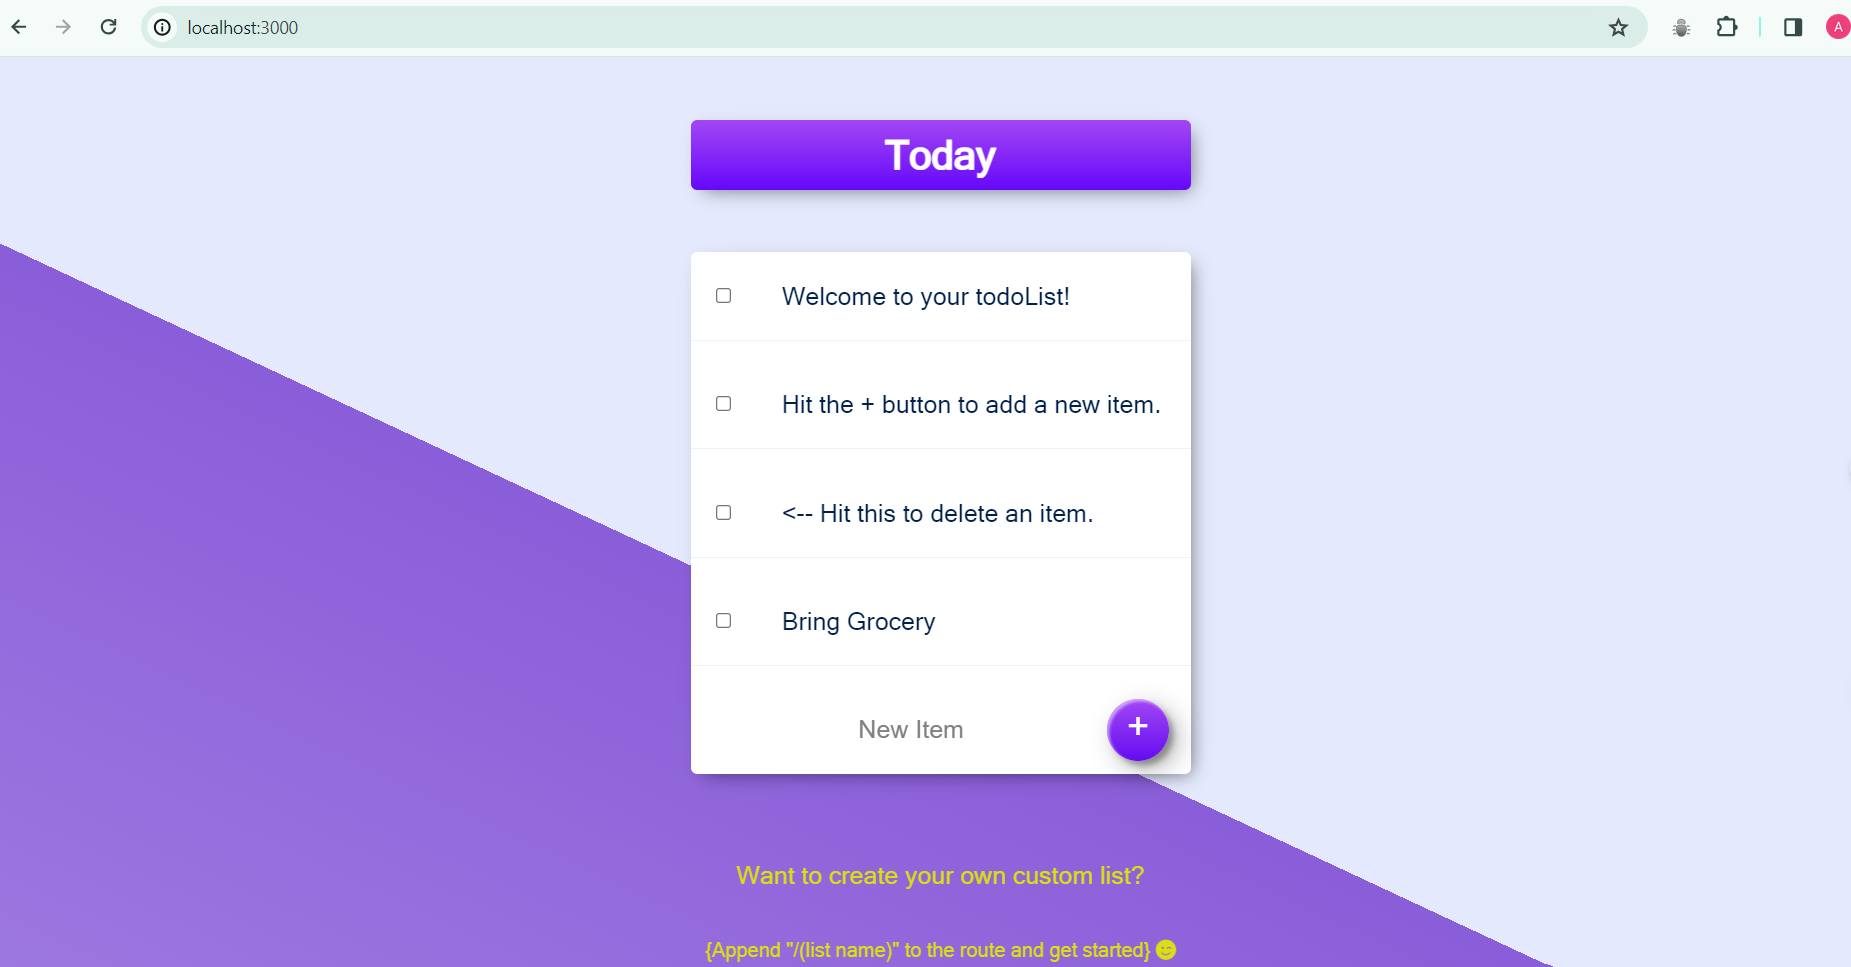 localhost:3000
A
Today
Welcome to your todoList!
Hit the + button to add a new item.
<-- Hit this to delete an item.
Bring Grocery
New Item
+
Want to create your own custom list?
{Append "/(list name)" to the route and get started} 😊